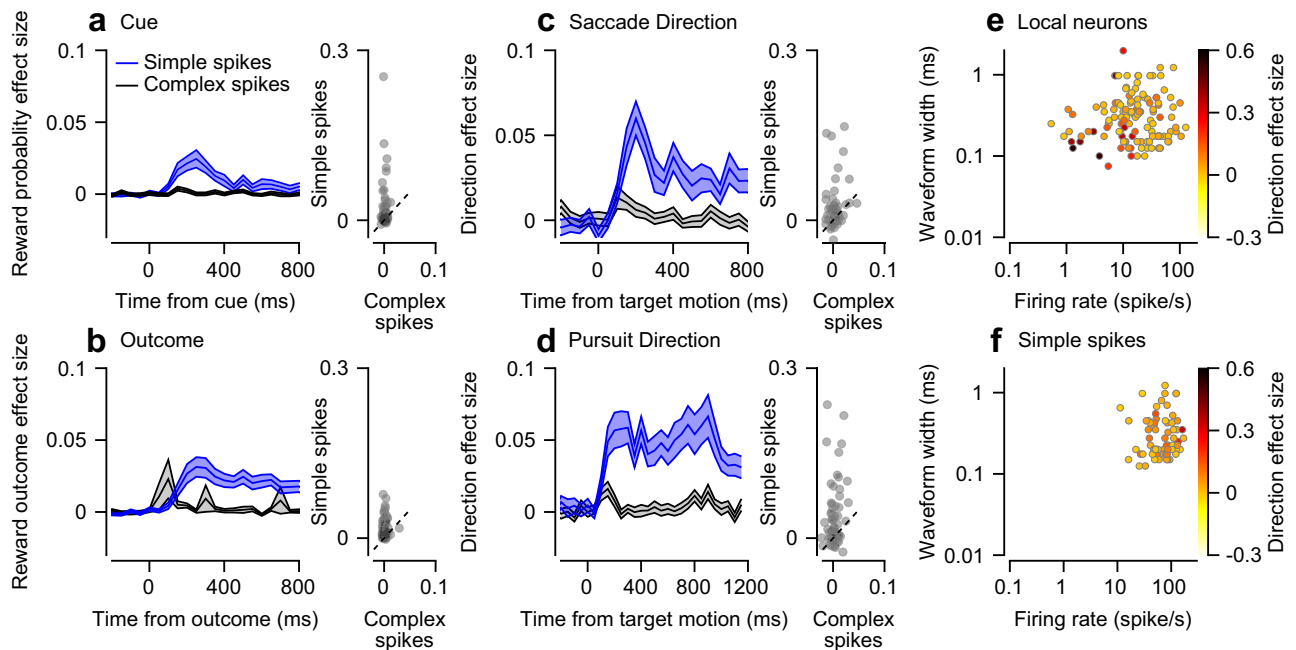 a Cue
Reward probablity effect size
0.1
0.05
0
Simple spikes
Complex spikes
0 400 800
Time from cue (ms)
Simple spikes
0.3
0
0 0.1
Complex
spikes
c Saccade Direction
Direction effect size
0.1
0.05
0
0 400 800
Time from target motion (ms)
Simple spikes
0.3
0
0 0.1
Complex
spikes
e Local neurons
Waveform width (ms)
1
0.1
0.01
0.1 1 10 100
Firing rate (spike/s)
0.6
0.3
0
-0.3
Direction effect size
b Outcome
Reward outcome effect size
0.1
0.05
0
0 400 800
Time from outcome (ms)
Simple spikes
0.3
0
0 0.1
Complex
spikes
d Pursuit Direction
Direction effect size
0.1
0.05
0
0 400 800 1200
Time from target motion (ms)
Simple spikes
0.3
0
0 0.1
Complex
spikes
f Simple spikes
Waveform width (ms)
1
0.1
0.01
0.1 1 10 100
Firing rate (spike/s)
0.6
0.3
0
-0.3
Direction effect size